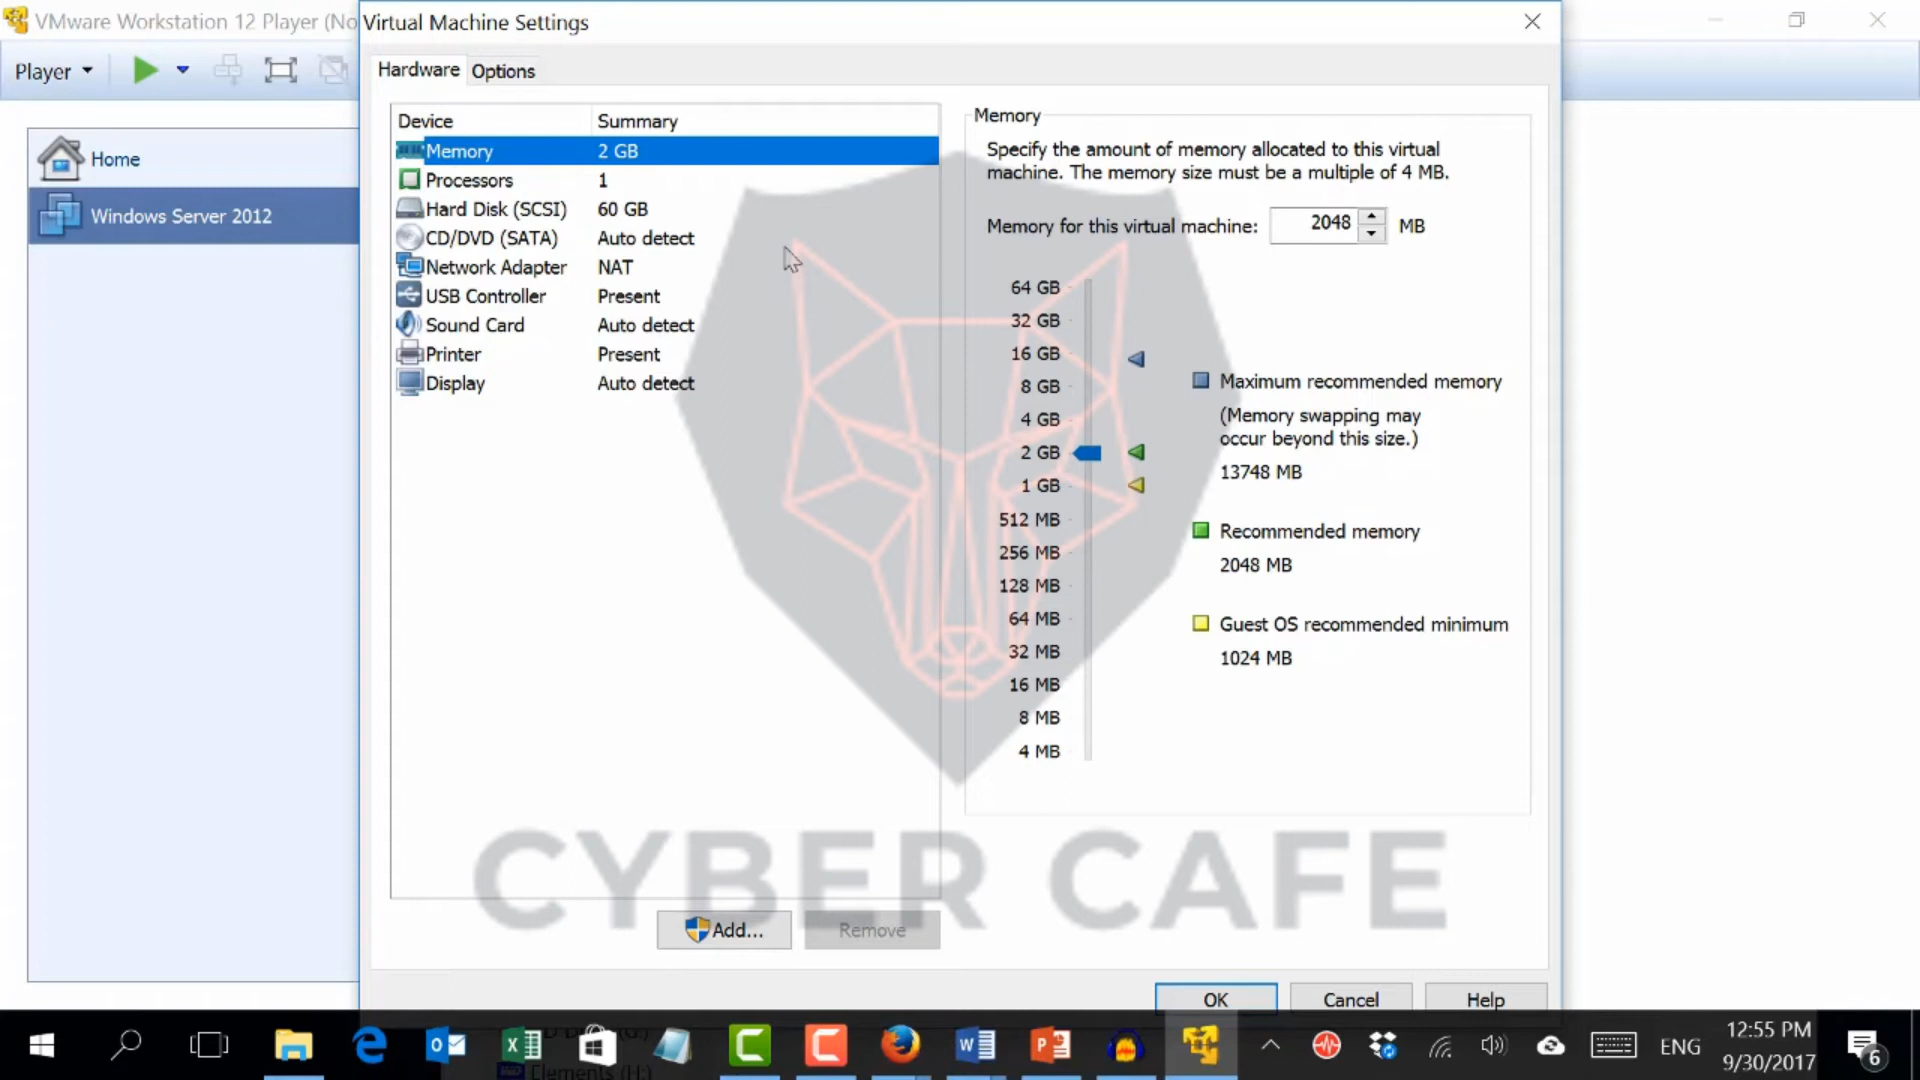 VMware Workstation 12 Player (No
Virtual Machine Settings
Player
Hardware
Options
Home
Windows Server 2012
Device Summary
Memory 2 GB
Processors 1
Hard Disk (SCSI) 60 GB
CD/DVD (SATA) Auto detect
Network Adapter NAT
USB Controller Present
Sound Card Auto detect
Printer Present
Display Auto detect
Memory
Specify the amount of memory allocated to this virtual
machine. The memory size must be a multiple of 4 MB.
Memory for this virtual machine: 2048 MB
64 GB
32 GB
16 GB
8 GB
4 GB
2 GB
1 GB
512 MB
256 MB
128 MB
64 MB
32 MB
16 MB
8 MB
4 MB
Maximum recommended memory
(Memory swapping may
occur beyond this size.)
13748 MB
Recommended memory
2048 MB
Guest OS recommended minimum
1024 MB
CYBER CAFE
Add...
Remove
OK
Cancel
Help
Elements (H:)
ENG
12:55 PM
9/30/2017
6